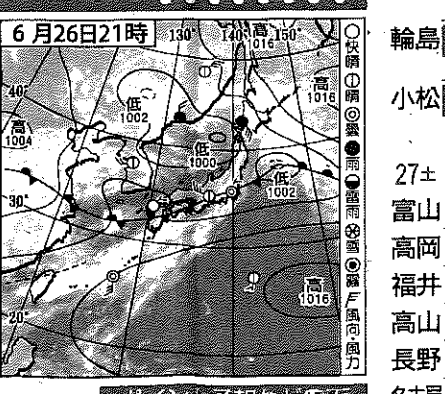 6月26日21時
130° 140° 150°
高
1016
高
1016
40°
低
1002
高
1004
低
1000
低
1002
30°
高
1016
20°
○快晴 晴 ◎曇 ●雨 雷雨 雪 霧 風向・風力
輪島
小松
27土
富山
高岡
福井
高山
長野